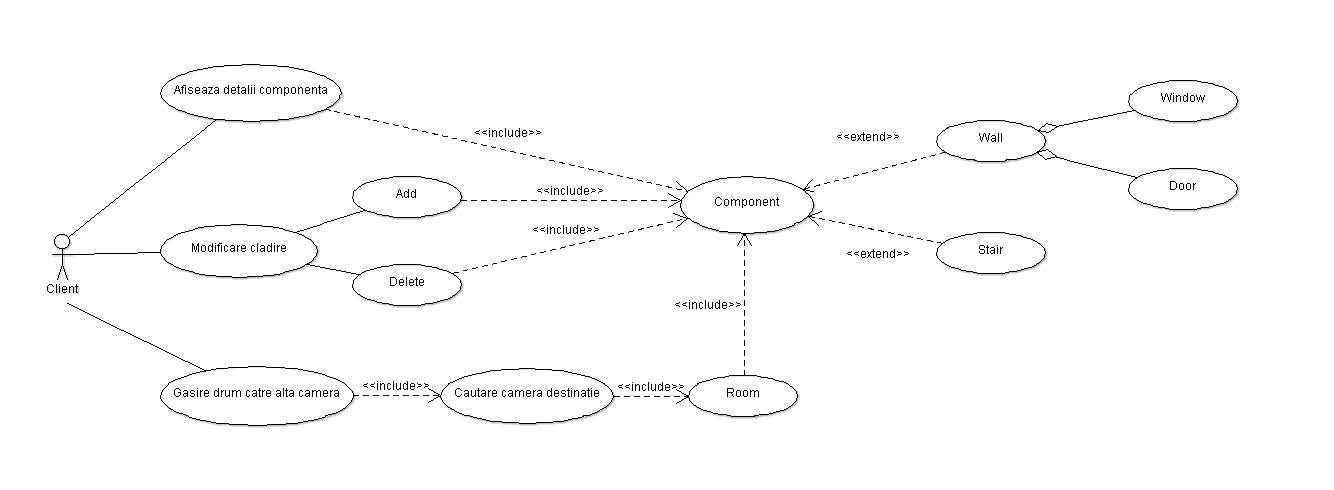 Afiseaza detalii componenta
<<include>>
Window
<<extend>>
Wall
Add
<<include>>
Door
Component
<<include>>
Modificare cladire
Stair
<<extend>>
Delete
Client
<<include>>
Gasire drum catre alta camera
<<include>>
Cautare camera destinatie
<<include>>
Room